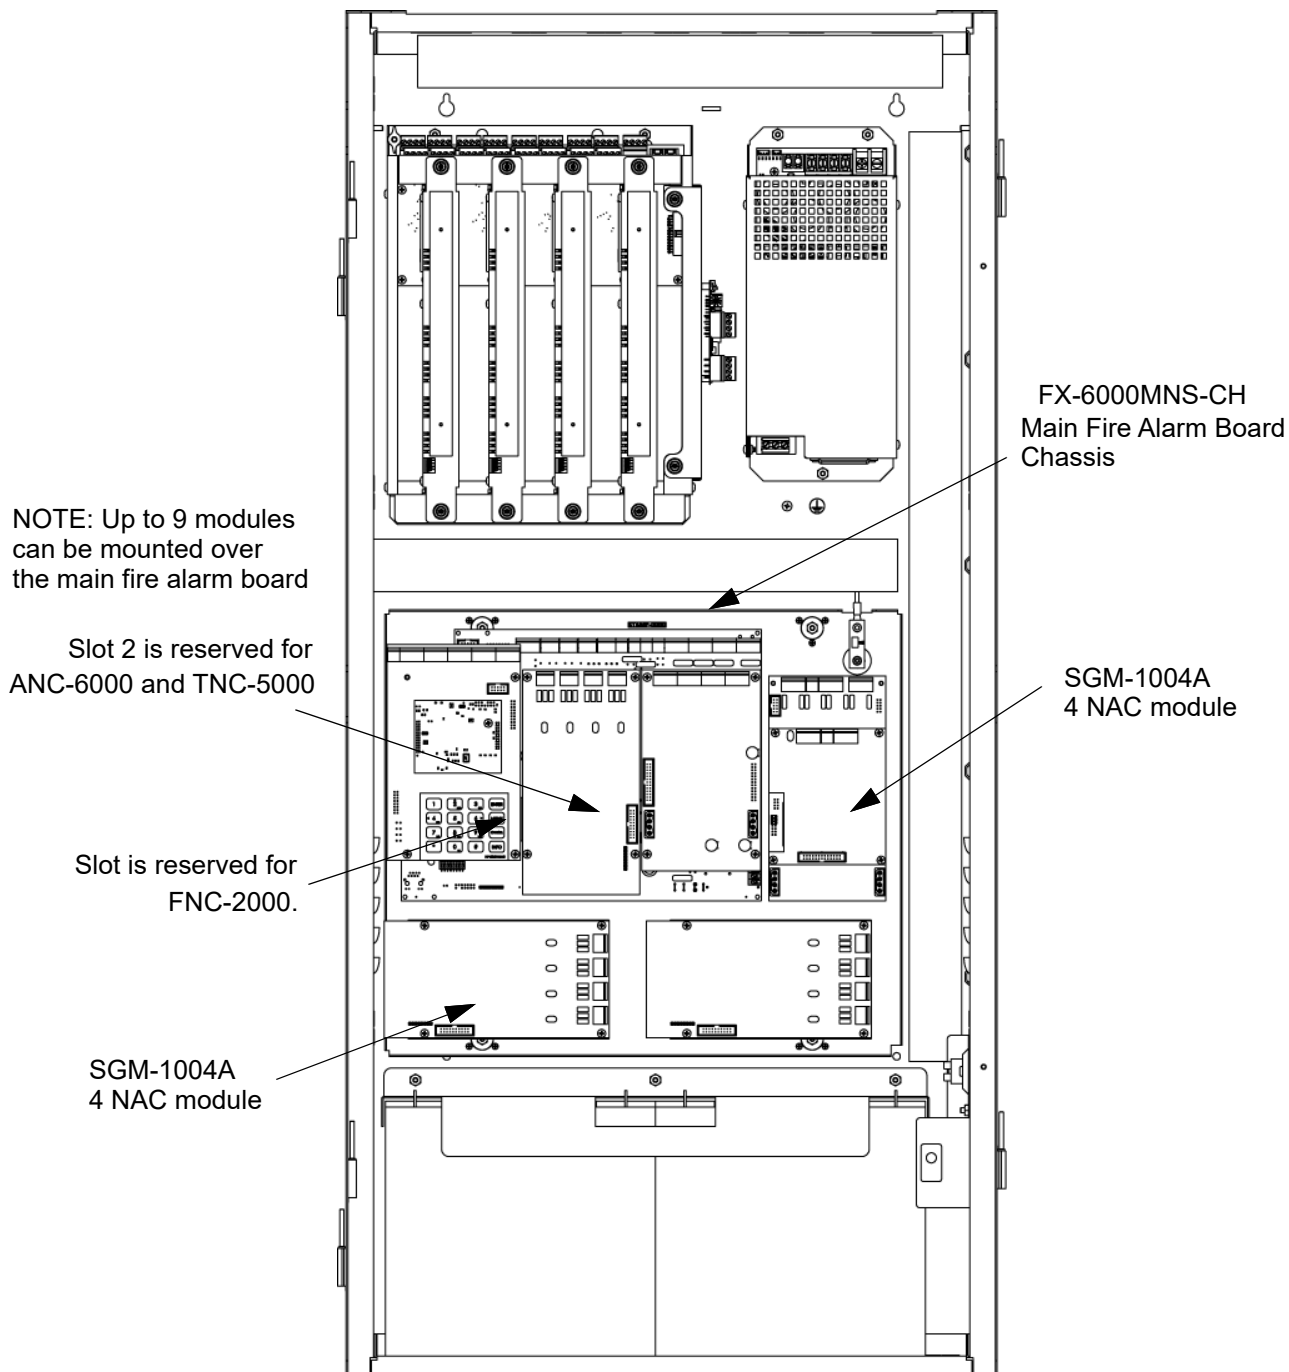 FX-6000MNS-CH
Main Fire Alarm Board
Chassis
NOTE: Up to 9 modules
can be mounted over
the main fire alarm board
Slot 2 is reserved for
ANC-6000 and TNC-5000
SGM-1004A
4 NAC module
Slot is reserved for
FNC-2000.
SGM-1004A
4 NAC module